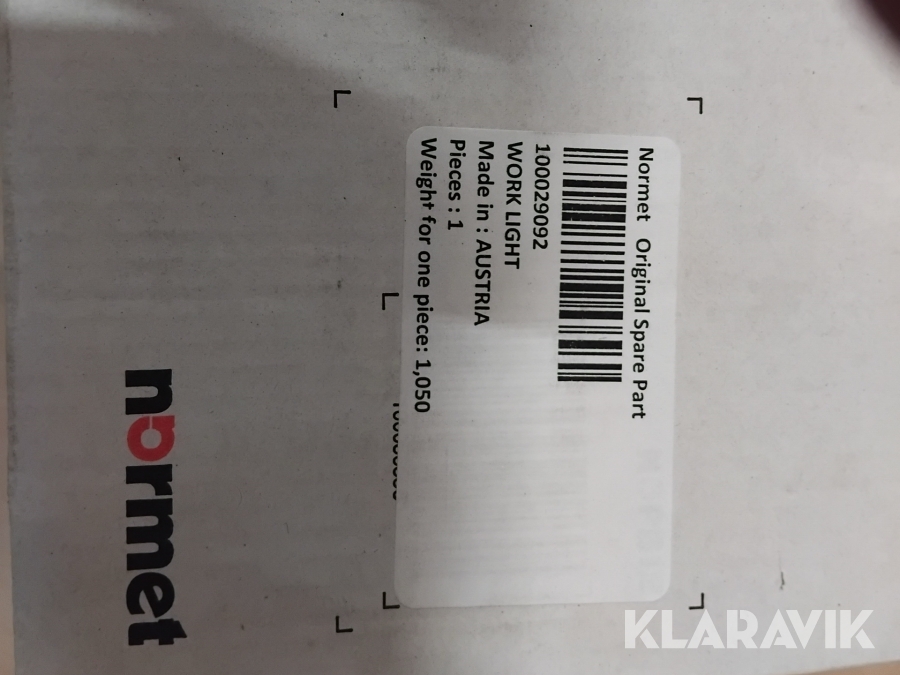 Normet Original Spare Part
100029092
WORK LIGHT
Made in : AUSTRIA
Pieces : 1
Weight for one piece: 1,050
normet
KLARAVIK